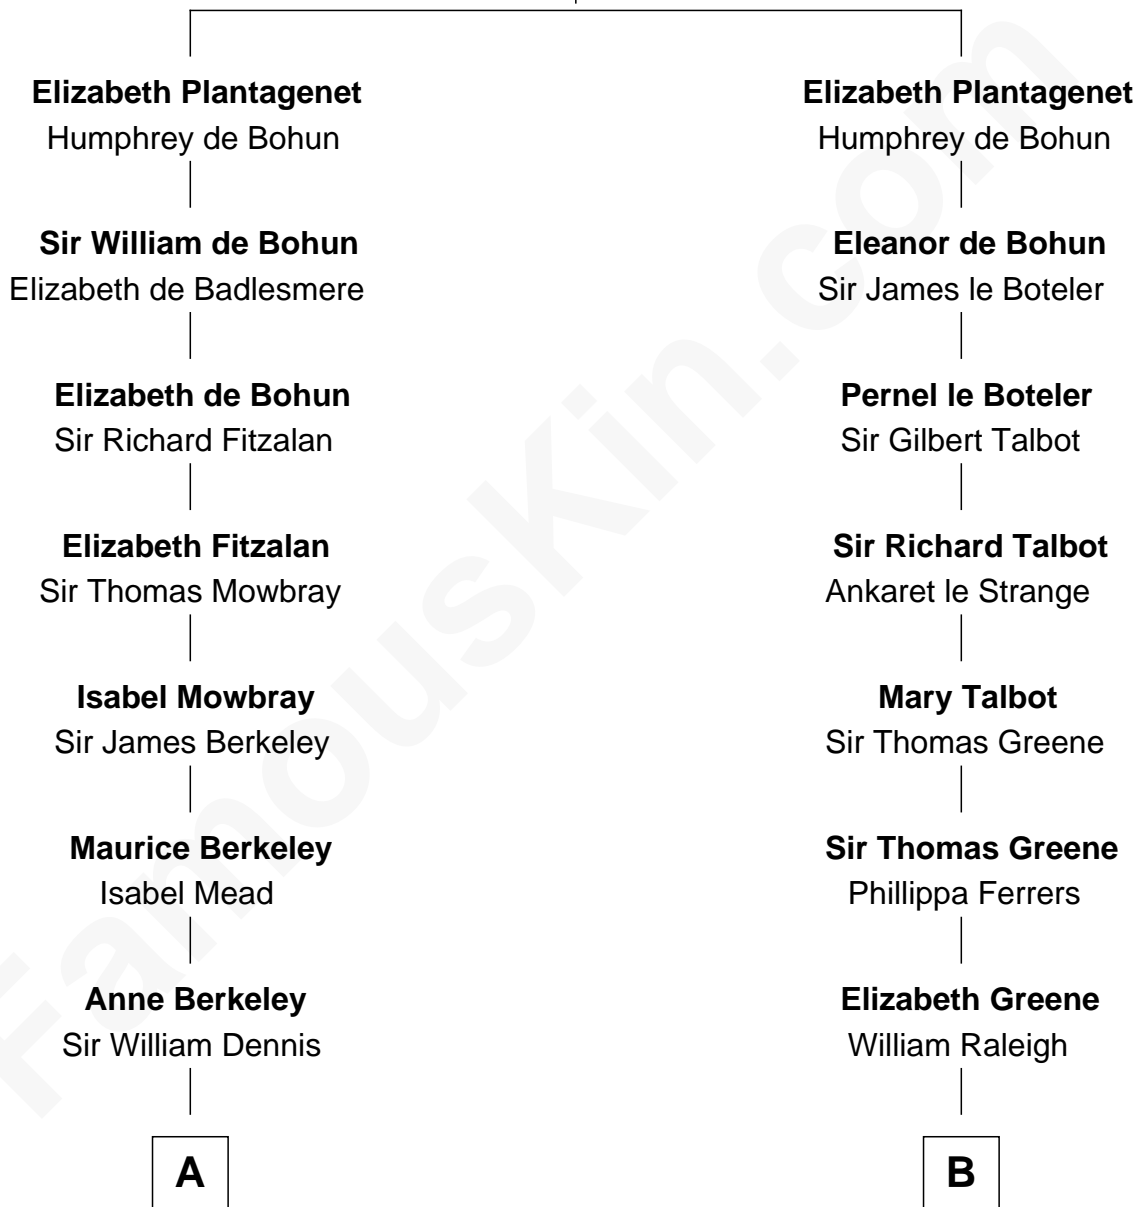 Elizabeth Plantagenet
Humphrey de Bohun
Sir William de Bohun
Elizabeth de Badlesmere
Elizabeth de Bohun
Sir Richard Fitzalan
Elizabeth Fitzalan
Sir Thomas Mowbray
Isabel Mowbray
Sir James Berkeley
Maurice Berkeley
Isabel Mead
Anne Berkeley
Sir William Dennis
A
Elizabeth Plantagenet
Humphrey de Bohun
Eleanor de Bohun
Sir James le Boteler
Pernel le Boteler
Sir Gilbert Talbot
Sir Richard Talbot
Ankaret le Strange
Mary Talbot
Sir Thomas Greene
Sir Thomas Greene
Phillippa Ferrers
Elizabeth Greene
William Raleigh
B
FamousKin.com